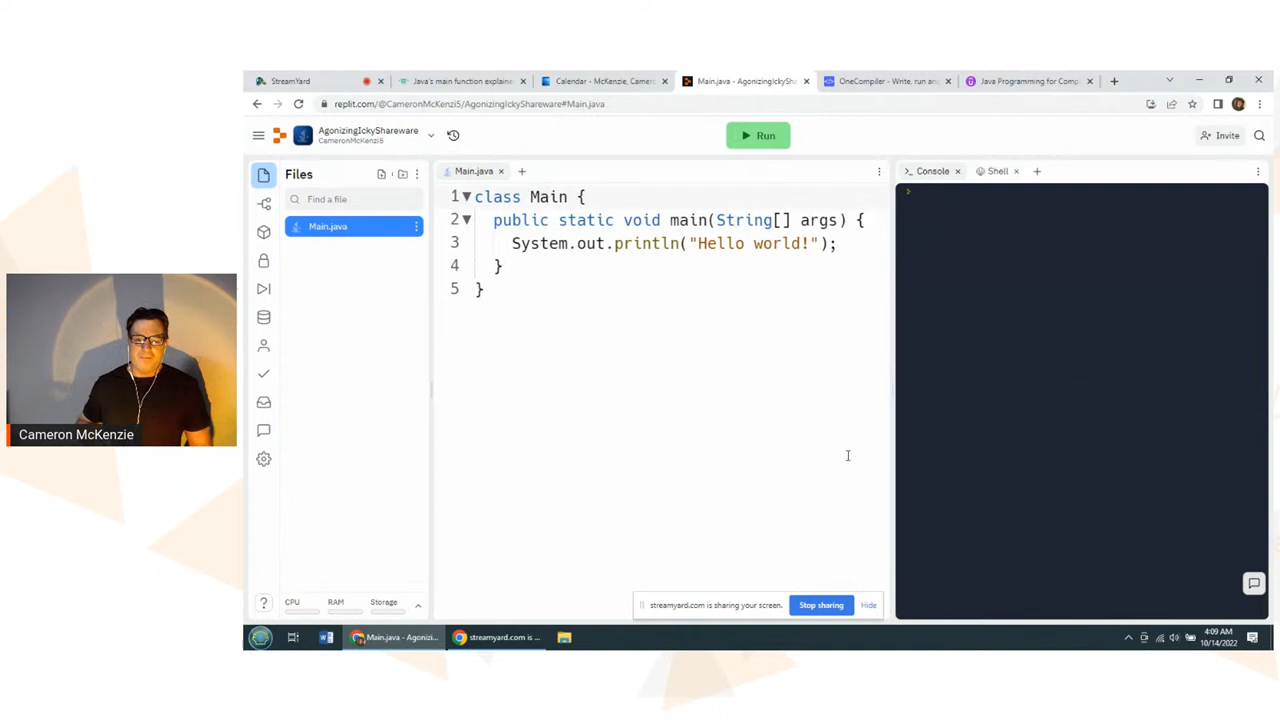 StreamYard
Java's main function explaine
Calendar - McKenzie, Camero
Main.java - AgonizingIckySha
OneCompiler - Write, run an
Java Programming for Comp
replit.com/@CameronMcKenzi5/AgonizingIckyShareware#Main.java
AgonizingIckyShareware
CameronMcKenzi5
Run
Invite
Files
Main.java
Console
Shell
Find a file
Main.java
1 class Main {
2 public static void main(String[] args) {
3 System.out.println("Hello world!");
4 }
5 }
Cameron McKenzie
CPU RAM Storage
streamyard.com is sharing your screen.
Stop sharing
Hide
Main.java - Agonizi...
streamyard.com is ...
4:09 AM
10/14/2022